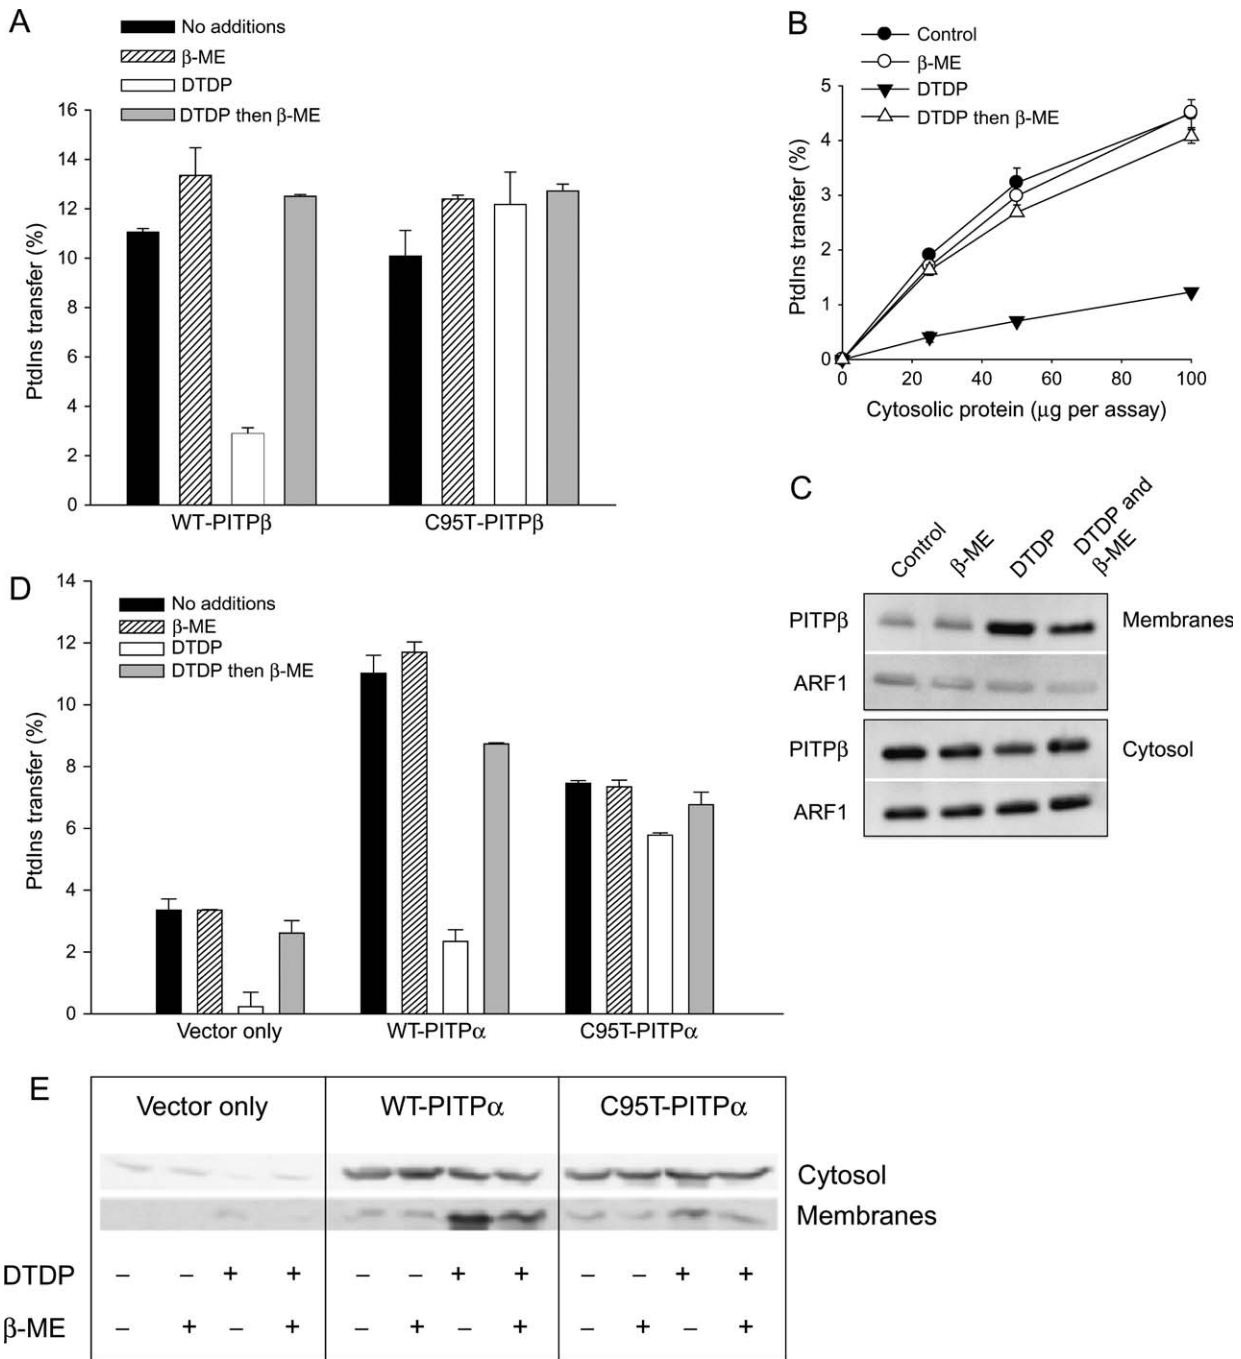 A
No additions
β-ME
DTDP
DTDP then β-ME
16
14
12
10
8
6
4
2
0
PtdIns transfer (%)
WT-PITPβ
C95T-PITPβ
B
Control
β-ME
DTDP
DTDP then β-ME
5
4
3
2
1
0
PtdIns transfer (%)
0 20 40 60 80 100
Cytosolic protein (μg per assay)
C
Control
β-ME
DTDP
DTDP and
β-ME
PITPβ
Membranes
ARF1
PITPβ
Cytosol
ARF1
D
No additions
β-ME
DTDP
DTDP then β-ME
14
12
10
8
6
4
2
0
PtdIns transfer (%)
Vector only
WT-PITPα
C95T-PITPα
E
Vector only
WT-PITPα
C95T-PITPα
Cytosol
Membranes
DTDP – – + + – – + + – – + +
β-ME – + – + – + – + – + – +